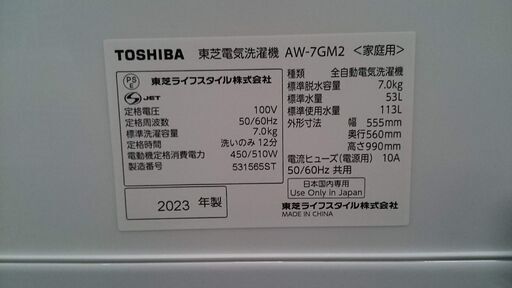 TOSHIBA 東芝電気洗濯機 AW-7GM2 <家庭用>
PS E 東芝ライフスタイル株式会社
S JET
定格電圧 100V
定格周波数 50/60Hz
標準洗濯容量 7.0kg
定格時間 洗いのみ 12分
電動機定格消費電力 450/510W
製造番号 531565ST
2023 年製
種類 全自動電気洗濯機
標準脱水容量 7.0kg
標準水量 53L
標準使用水量 113L
外形寸法 幅 555mm
奥行560mm
高さ990mm
電流ヒューズ(電源用) 10A
50/60Hz 共用
日本国内専用
Use Only in Japan
東芝ライフスタイル株式会社
MADE IN CHINA